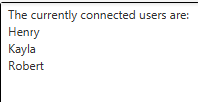 The currently connected users are:
Henry
Kayla
Robert